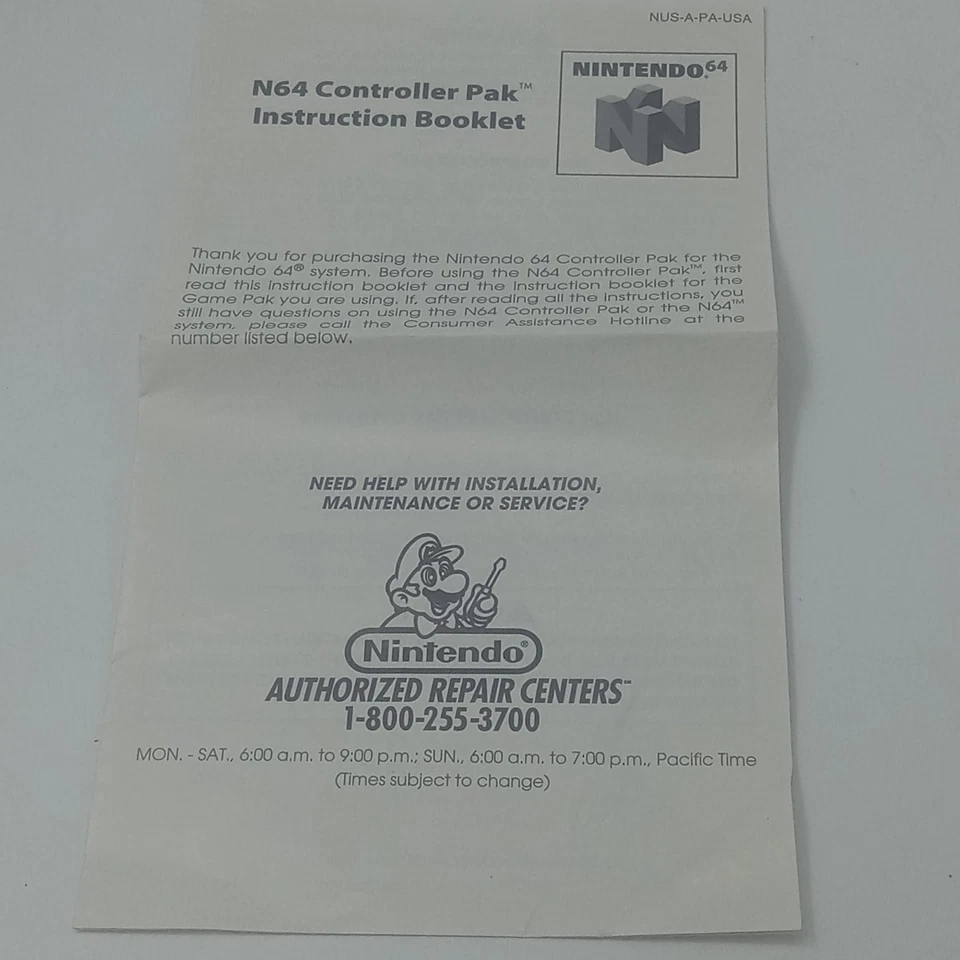 NUS-A-PA-USA
N64 Controller Pak™
Instruction Booklet
NINTENDO®64
Thank you for purchasing the Nintendo 64 Controller Pak for the
Nintendo 64® system. Before using the N64 Controller Pak™, first
read this instruction booklet and the instruction booklet for the
Game Pak you are using. If, after reading all the instructions, you
still have questions on using the N64 Controller Pak or the N64™
system, please call the Consumer Assistance Hotline at the
number listed below.
NEED HELP WITH INSTALLATION,
MAINTENANCE OR SERVICE?
Nintendo®
AUTHORIZED REPAIR CENTERS℠
1-800-255-3700
MON. - SAT., 6:00 a.m. to 9:00 p.m.; SUN., 6:00 a.m. to 7:00 p.m., Pacific Time
(Times subject to change)